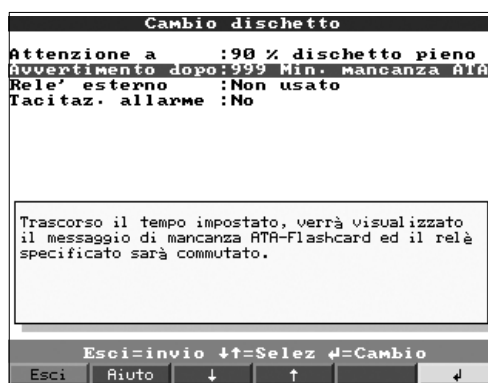 Cambio dischetto
Attenzione a :90 % dischetto pieno
Avvertimento dopo:999 Min. mancanza ATA
Rele' esterno :Non usato
Tacitaz. allarme :No
Trascorso il tempo impostato, verrà visualizzato
il messaggio di mancanza ATA-Flashcard ed il relè
specificato sarà commutato.
Esci=invio ↓↑=Selez ↵=Cambio
Esci Aiuto ↓ ↑ ↵